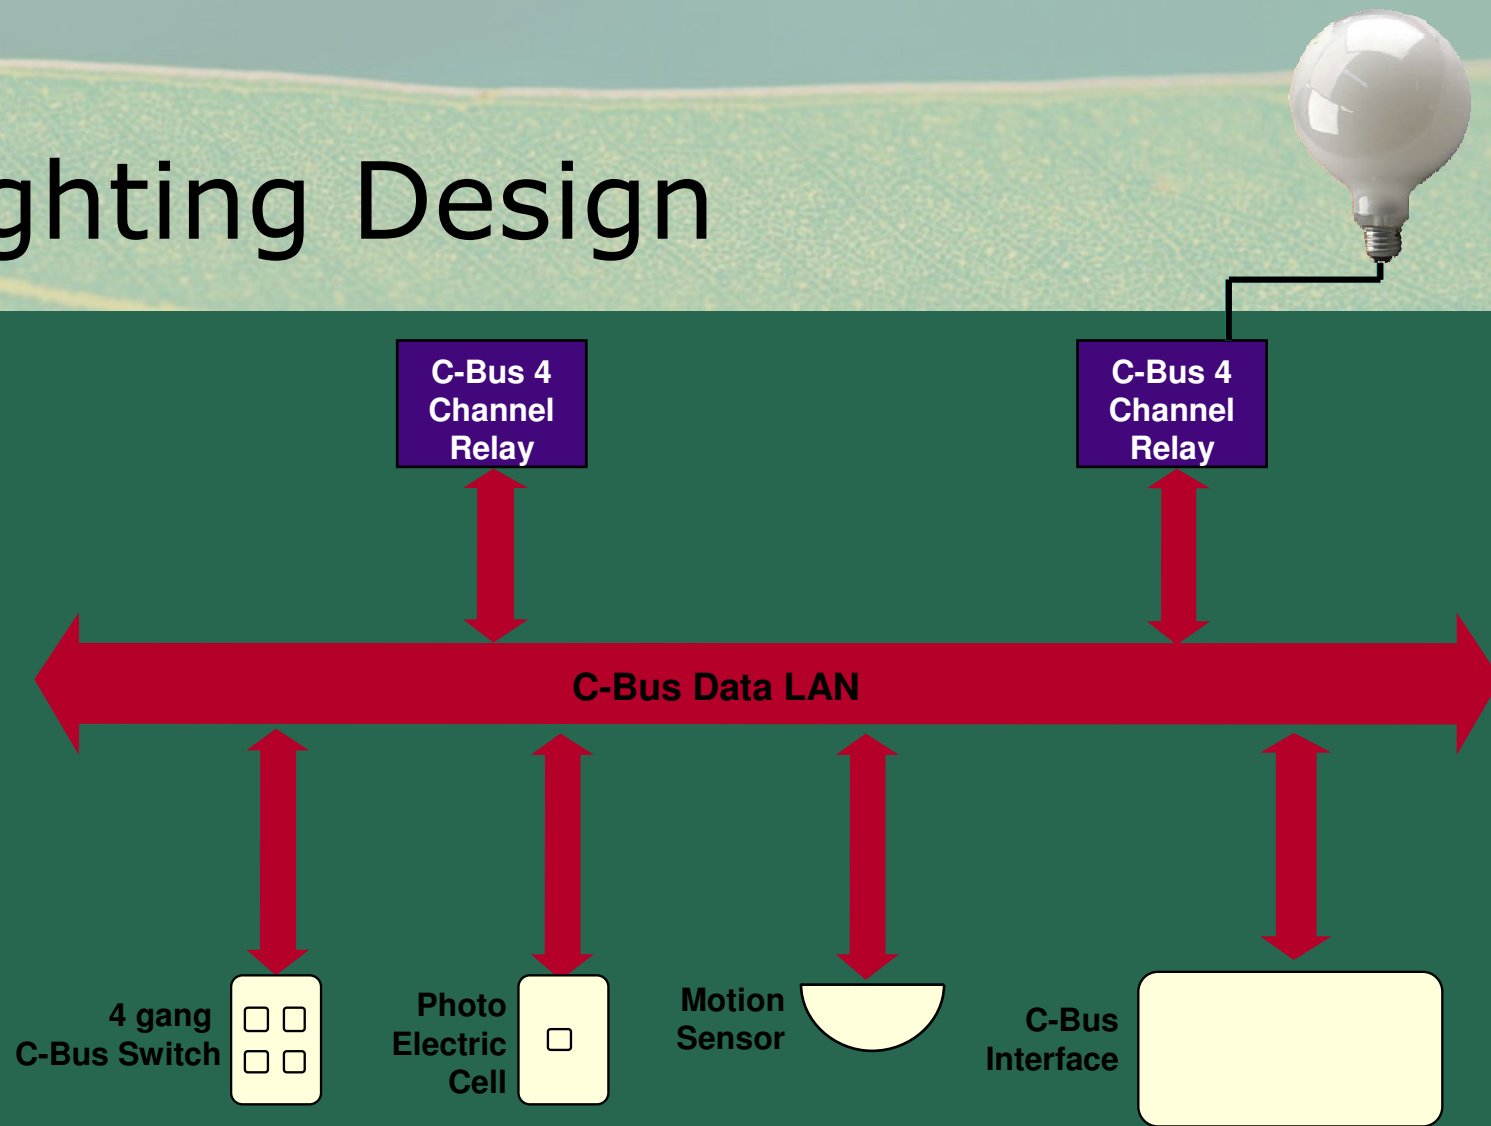 ghting Design
C-Bus 4
Channel
Relay
C-Bus 4
Channel
Relay
C-Bus Data LAN
4 gang
C-Bus Switch
Photo
Electric
Cell
Motion
Sensor
C-Bus
Interface